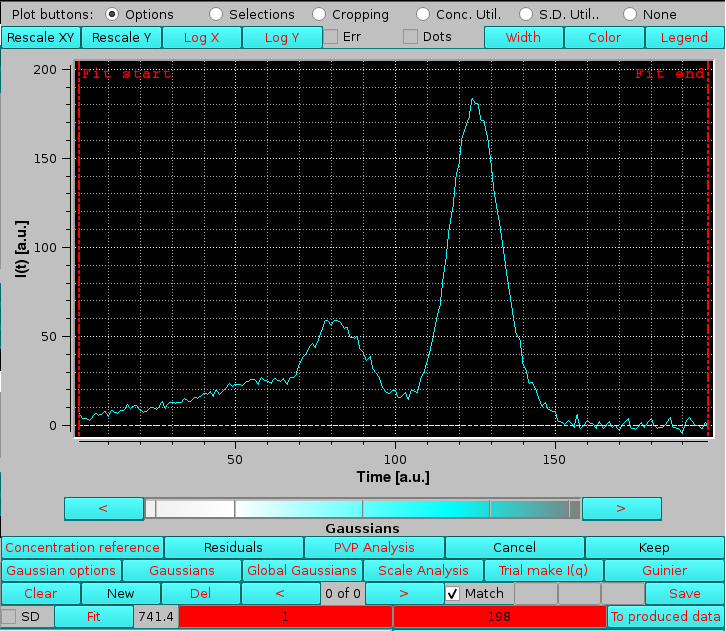 Plot buttons: Options Selections Cropping Conc. Util. S.D. Util.. None
Rescale XY Rescale Y Log X Log Y Err Dots Width Color Legend
200
Fit start Fit end
150
100
50
0
I(t) [a.u.]
50 100 150
Time [a.u.]
< >
Gaussians
Concentration reference Residuals PVP Analysis Cancel Keep
Gaussian options Gaussians Global Gaussians Scale Analysis Trial make I(q) Guinier
Clear New Del < 0 of 0 > Match Save
SD Fit 741.4 1 198 To produced data